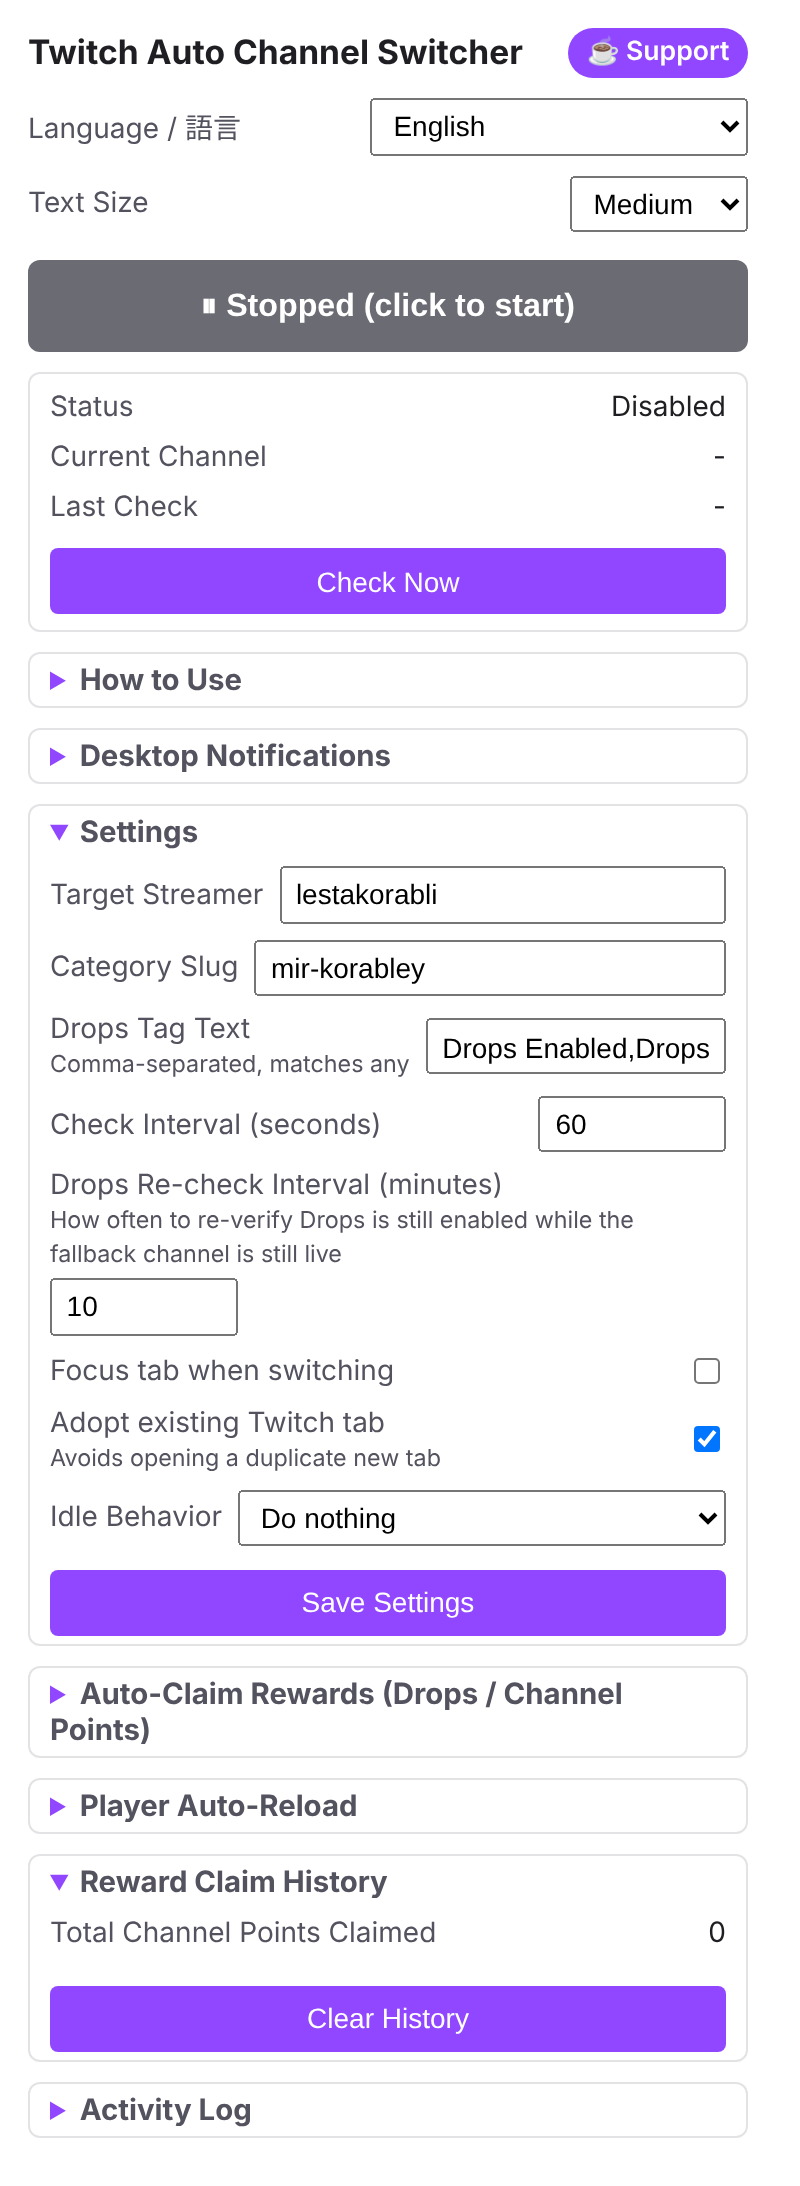 Twitch Auto Channel Switcher
☕ Support
Language / 語言
English
Text Size
Medium
⏸ Stopped (click to start)
Status
Disabled
Current Channel
-
Last Check
-
Check Now
How to Use
Desktop Notifications
Settings
Target Streamer
lestakorabli
Category Slug
mir-korabley
Drops Tag Text
Comma-separated, matches any
Drops Enabled,Drops
Check Interval (seconds)
60
Drops Re-check Interval (minutes)
How often to re-verify Drops is still enabled while the
fallback channel is still live
10
Focus tab when switching
Adopt existing Twitch tab
Avoids opening a duplicate new tab
Idle Behavior
Do nothing
Save Settings
Auto-Claim Rewards (Drops / Channel
Points)
Player Auto-Reload
Reward Claim History
Total Channel Points Claimed
0
Clear History
Activity Log